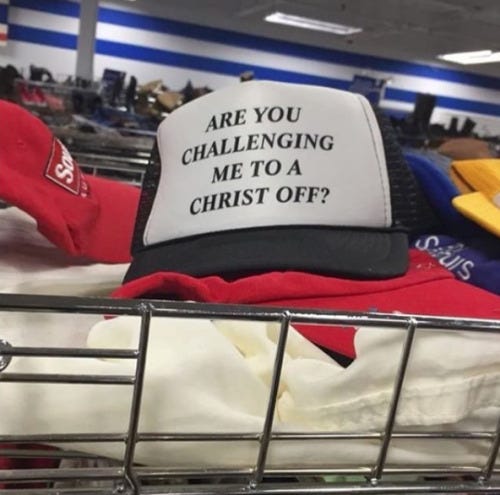 ARE YOU
CHALLENGING
ME TO A
CHRIST OFF?